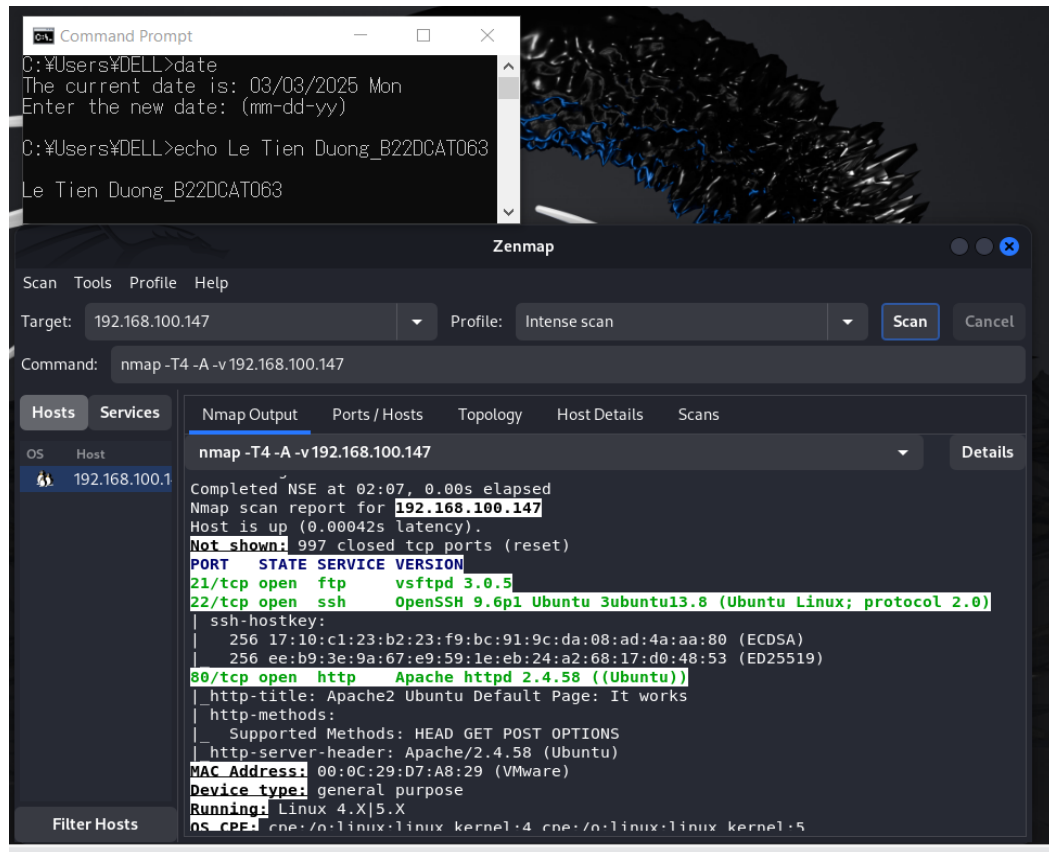 Command Prompt
C:¥Users¥DELL>date
The current date is: 03/03/2025 Mon
Enter the new date: (mm-dd-yy)
C:¥Users¥DELL>echo Le Tien Duong_B22DCAT063
Le Tien Duong_B22DCAT063
Zenmap
Scan Tools Profile Help
Target: 192.168.100.147 Profile: Intense scan Scan Cancel
Command: nmap -T4 -A -v 192.168.100.147
Hosts Services Nmap Output Ports / Hosts Topology Host Details Scans
OS Host nmap -T4 -A -v 192.168.100.147 Details
192.168.100.1
Completed NSE at 02:07, 0.00s elapsed
Nmap scan report for 192.168.100.147
Host is up (0.00042s latency).
Not shown: 997 closed tcp ports (reset)
PORT STATE SERVICE VERSION
21/tcp open ftp vsftpd 3.0.5
22/tcp open ssh OpenSSH 9.6p1 Ubuntu 3ubuntu13.8 (Ubuntu Linux; protocol 2.0)
| ssh-hostkey:
| 256 17:10:c1:23:b2:23:f9:bc:91:9c:da:08:ad:4a:aa:80 (ECDSA)
|_ 256 ee:b9:3e:9a:67:e9:59:1e:eb:24:a2:68:17:d0:48:53 (ED25519)
80/tcp open http Apache httpd 2.4.58 ((Ubuntu))
|_http-title: Apache2 Ubuntu Default Page: It works
| http-methods:
|_ Supported Methods: HEAD GET POST OPTIONS
|_http-server-header: Apache/2.4.58 (Ubuntu)
MAC Address: 00:0C:29:D7:A8:29 (VMware)
Device type: general purpose
Running: Linux 4.X|5.X
OS CPE: cpe:/o:linux:linux_kernel:4 cpe:/o:linux:linux_kernel:5
Filter Hosts